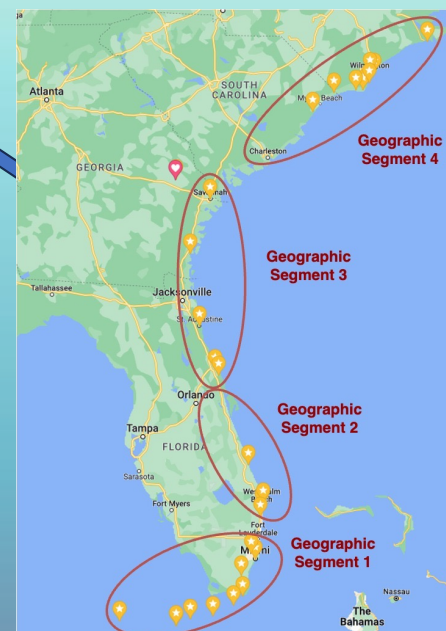 ga
Atlanta
SOUTH
CAROLINA
Wilmington
Myrtle Beach
Charleston
Geographic
Segment 4
GEORGIA
Savannah
Geographic
Segment 3
Tallahassee
Jacksonville
St. Augustine
Orlando
Geographic
Segment 2
Tampa
FLORIDA
Sarasota
West Palm
Beach
Fort Myers
Fort
Lauderdale
Miami
Geographic
Segment 1
Nassau
The
Bahamas